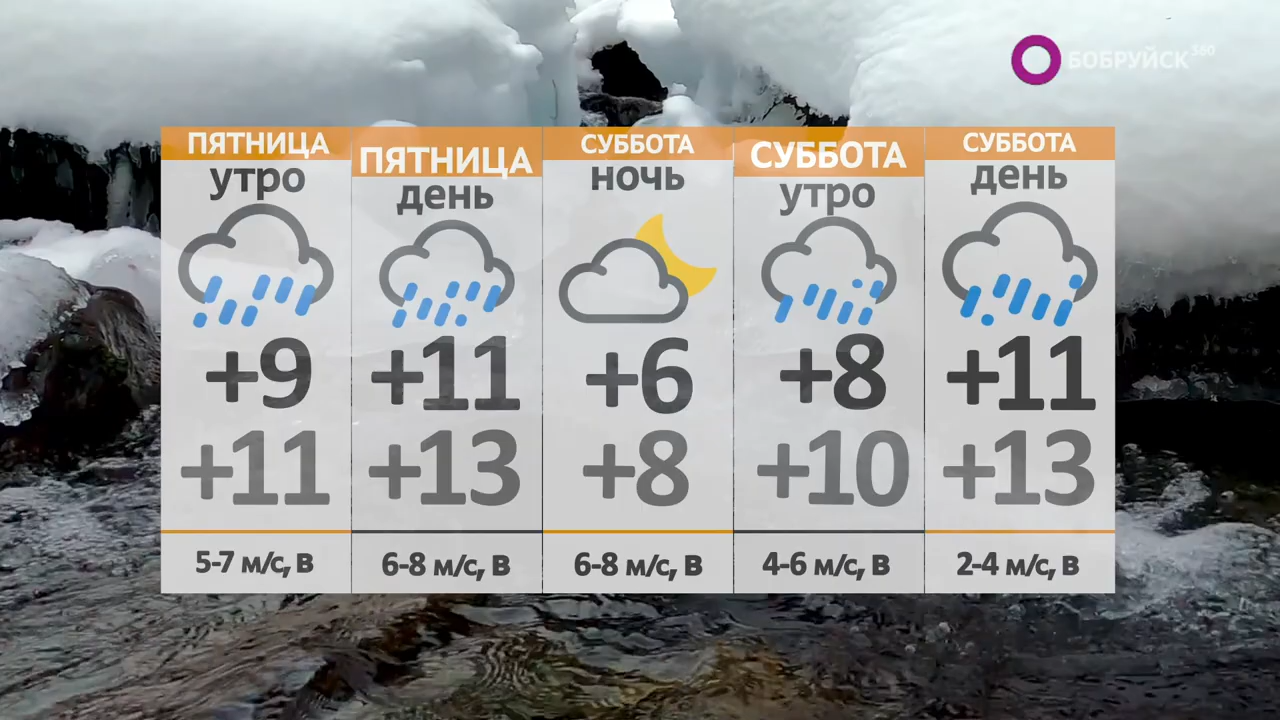 БОБРУЙСК 360
ПЯТНИЦА
утро
+9
+11
5-7 м/с, В
ПЯТНИЦА
день
+11
+13
6-8 м/с, В
СУББОТА
ночь
+6
+8
6-8 м/с, В
СУББОТА
утро
+8
+10
4-6 м/с, В
СУББОТА
день
+11
+13
2-4 м/с, В